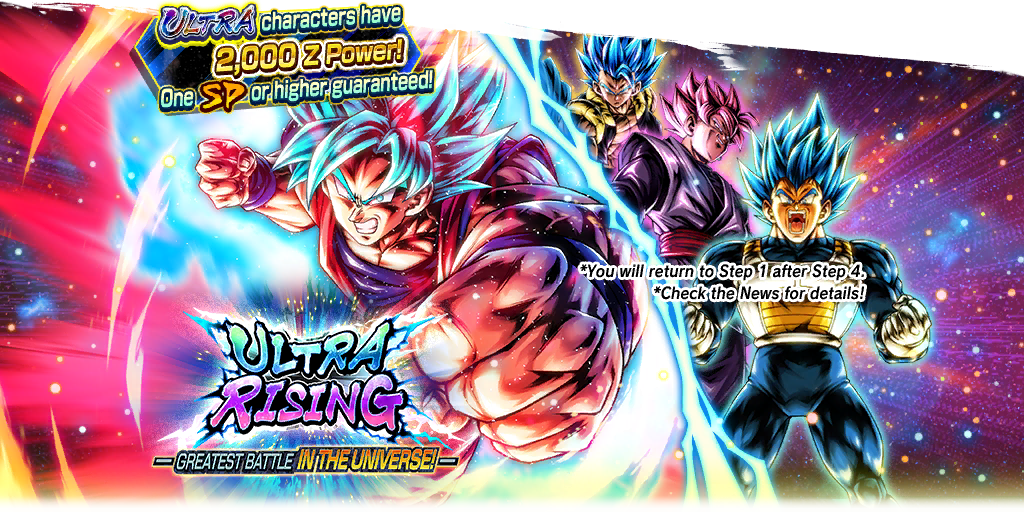 ULTRA characters have
2,000 Z Power!
One SP or higher guaranteed!
*You will return to Step 1 after Step 4.
*Check the News for details!
ULTRA
RISING
GREATEST BATTLE IN THE UNIVERSE!